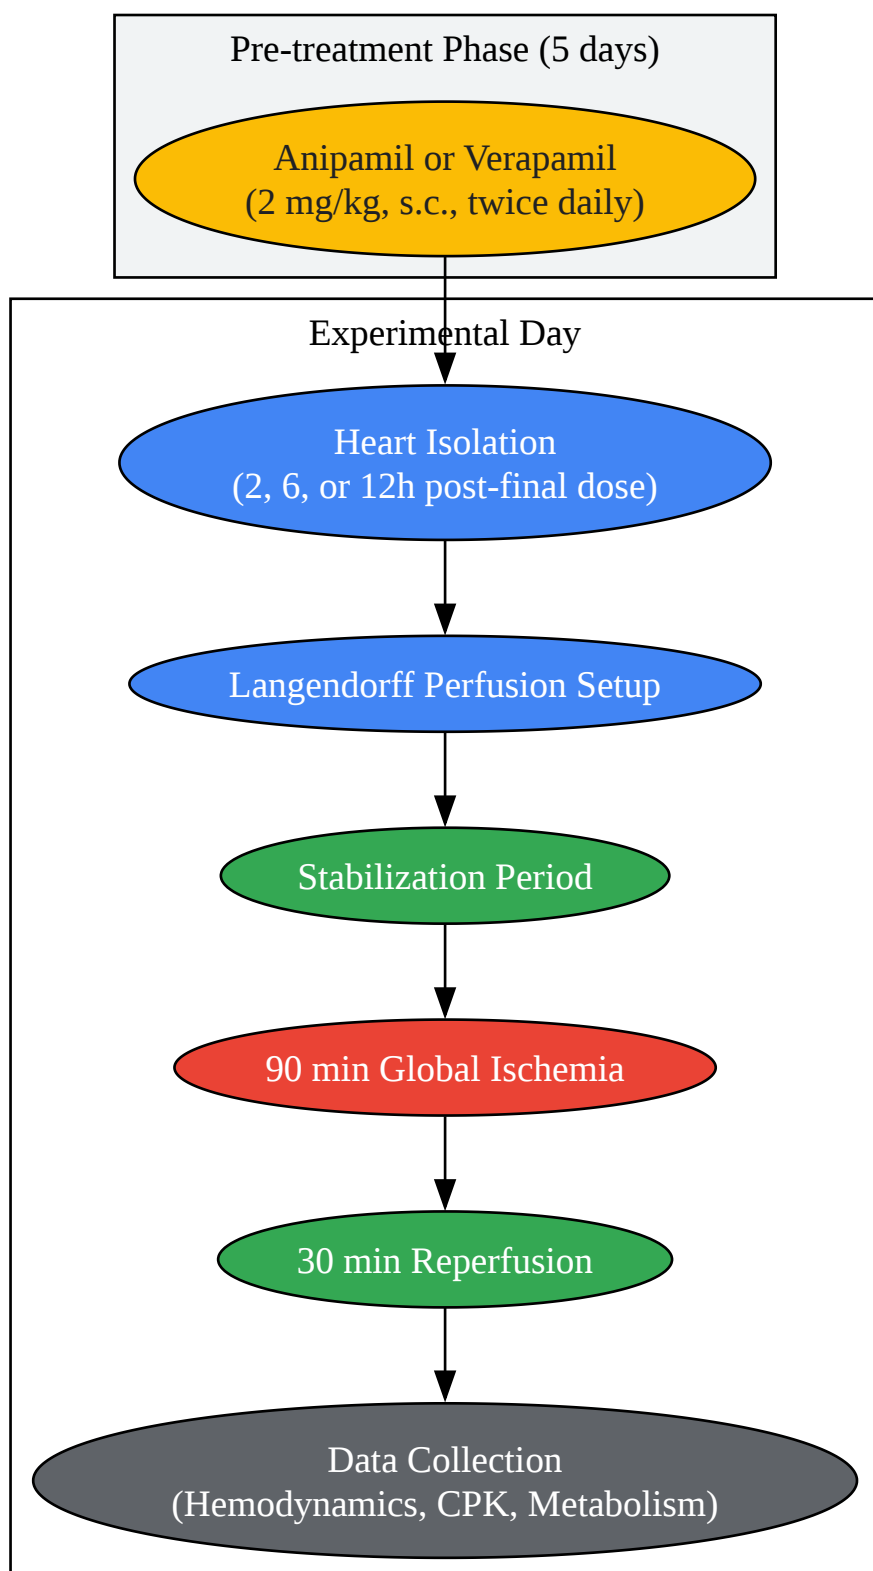 Pre-treatment Phase (5 days)
Anipamil or Verapamil
(2 mg/kg, s.c., twice daily)
Experimental Day
Heart Isolation
(2, 6, or 12h post-final dose)
Langendorff Perfusion Setup
Stabilization Period
90 min Global Ischemia
30 min Reperfusion
Data Collection
(Hemodynamics, CPK, Metabolism)